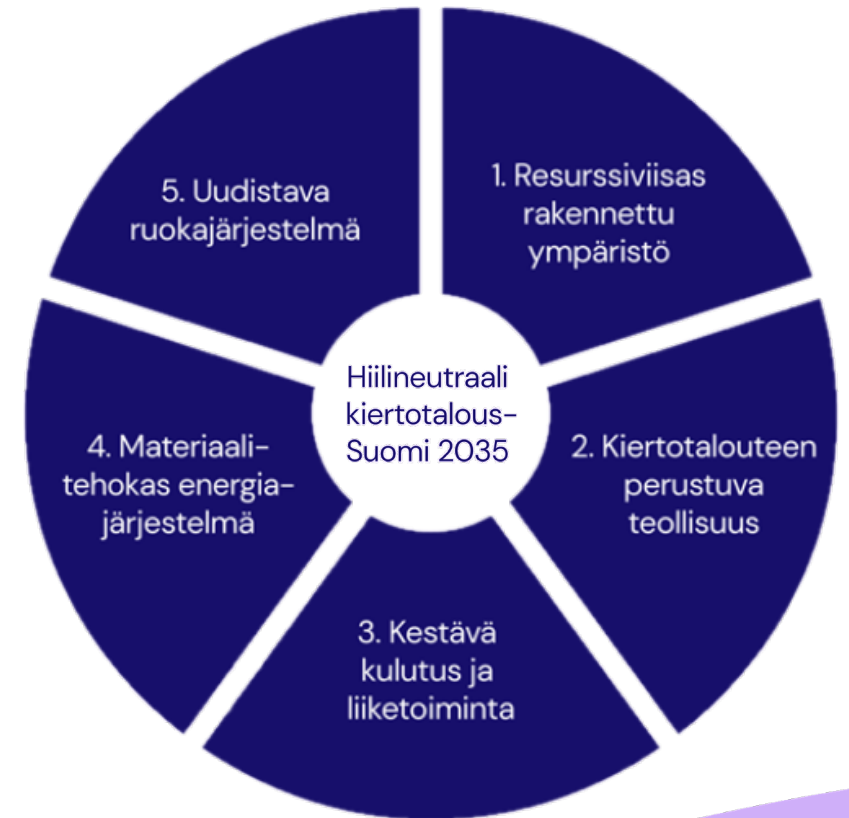 Hiilineutraali
kiertotalous-
Suomi 2035
1. Resurssiviisas
rakennettu
ympäristö
2. Kiertotalouteen
perustuva
teollisuus
3. Kestävä
kulutus ja
liiketoiminta
4. Materiaali-
tehokas energia-
järjestelmä
5. Uudistava
ruokajärjestelmä